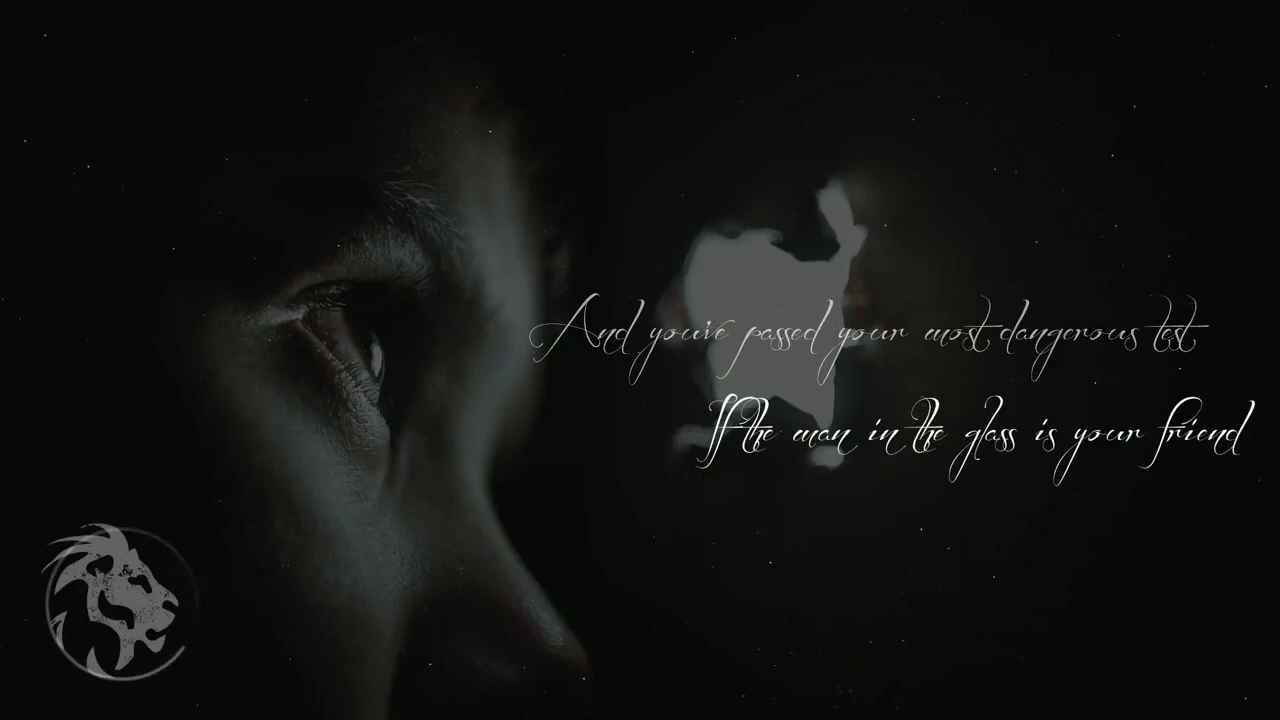 And you've passed your most dangerous test
If the man in the glass is your friend